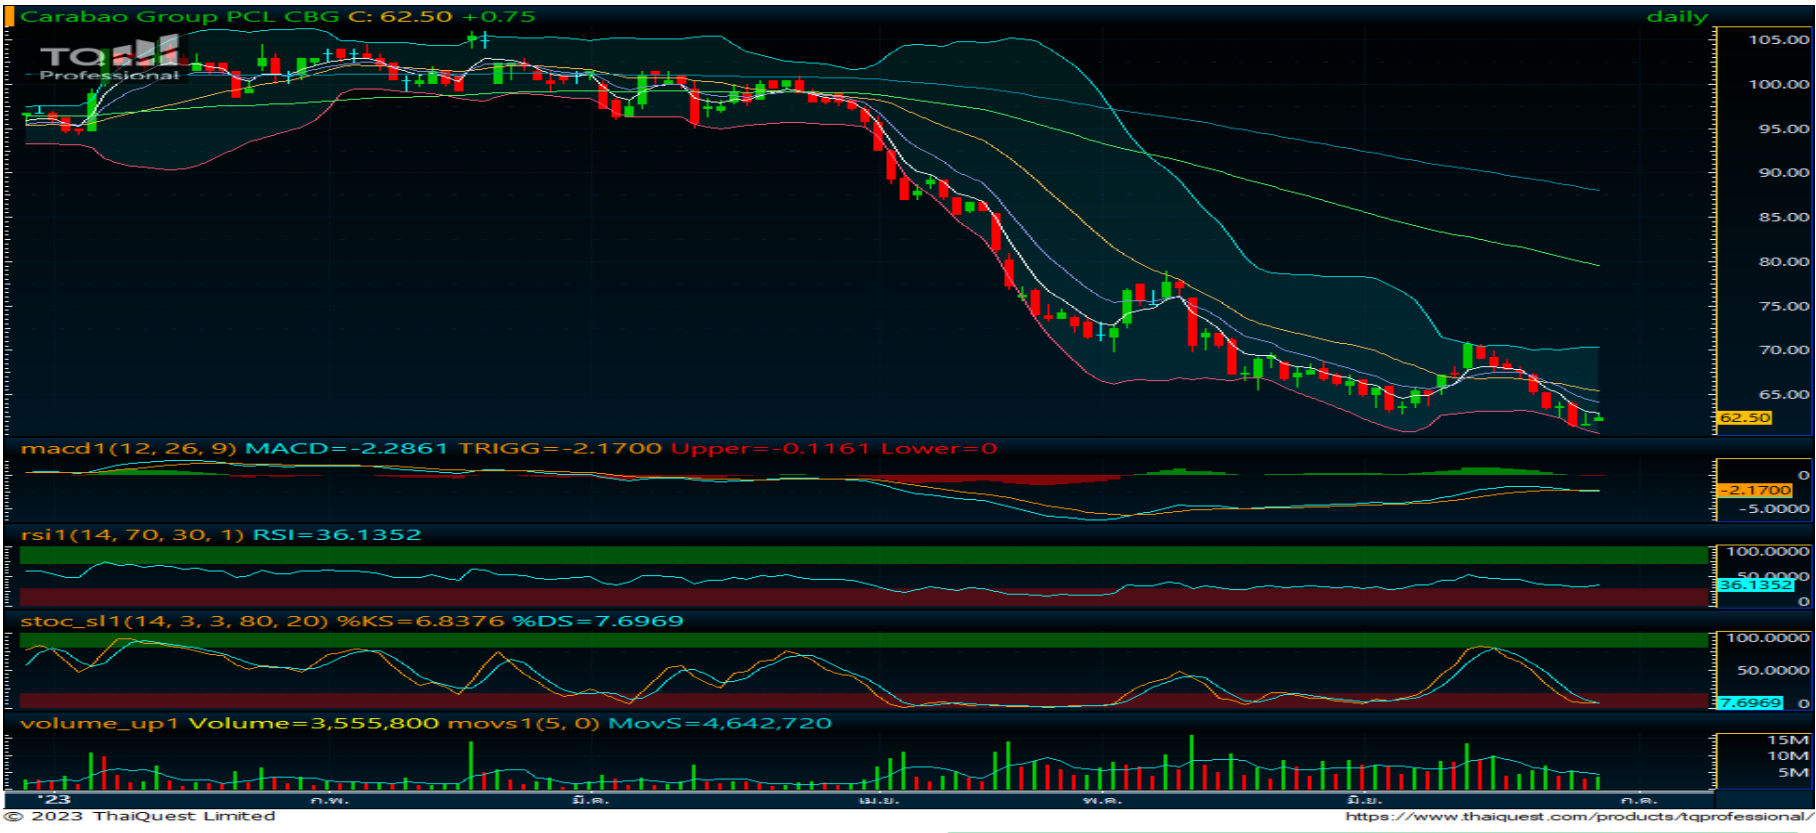 Carabao Group PCL CBG C: 62.50 +0.75 daily
TQ
Professional
105.00
100.00
95.00
90.00
85.00
80.00
75.00
70.00
65.00
62.50
macd1(12, 26, 9) MACD=-2.2861 TRIGG=-2.1700 Upper=-0.1161 Lower=0
0
-2.1700
-5.0000
rsi1(14, 70, 30, 1) RSI=36.1352
100.0000
50.0000
36.1352
0
stoc_sl1(14, 3, 3, 80, 20) %KS=6.8376 %DS=7.6969
100.0000
50.0000
7.6969 0
volume_up1 Volume=3,555,800 movs1(5, 0) MovS=4,642,720
15M
10M
5M
'23 ก.พ. มี.ค. เม.ย. พ.ค. มิ.ย. ก.ค.
© 2023 ThaiQuest Limited https://www.thaiquest.com/products/tqprofessional/